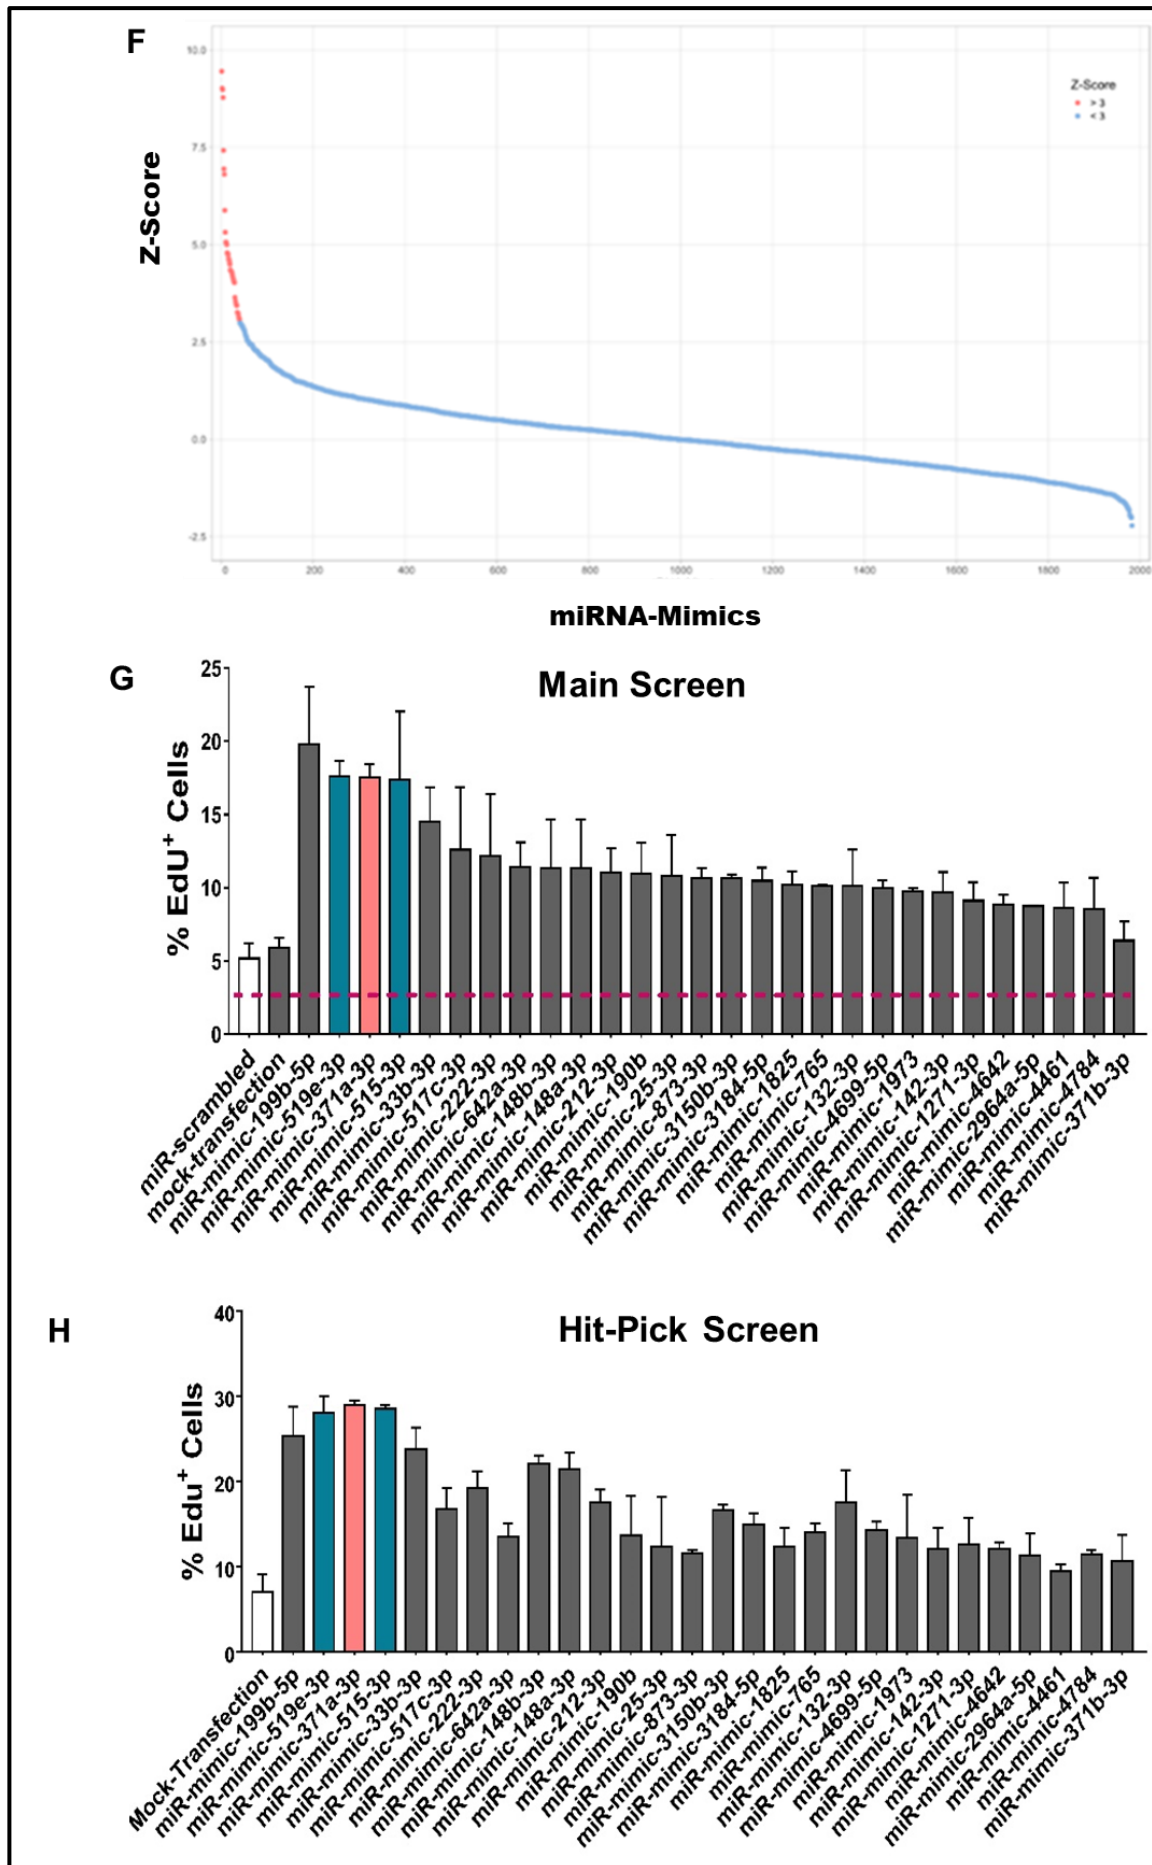 F
10.0
7.5
5.0
2.5
0.0
-2.5
Z-Score
Z-Score
> 3
< 3
0 200 400 600 800 1000 1200 1400 1600 1800 2000
miRNA-Mimics
G
Main Screen
% EdU+ Cells
25
20
15
10
5
0
miR-scrambled
mock-transfection
miR-mimic-199b-5p
miR-mimic-519e-3p
miR-mimic-371a-3p
miR-mimic-515-3p
miR-mimic-33b-3p
miR-mimic-517c-3p
miR-mimic-222-3p
miR-mimic-642a-3p
miR-mimic-148b-3p
miR-mimic-148a-3p
miR-mimic-212-3p
miR-mimic-190b
miR-mimic-25-3p
miR-mimic-873-3p
miR-mimic-3150b-3p
miR-mimic-3184-5p
miR-mimic-1825
miR-mimic-765
miR-mimic-132-3p
miR-mimic-4699-5p
miR-mimic-1973
miR-mimic-142-3p
miR-mimic-1271-3p
miR-mimic-4642
miR-mimic-2964a-5p
miR-mimic-4461
miR-mimic-4784
miR-mimic-371b-3p
H
Hit-Pick Screen
% Edu+ Cells
40
30
20
10
0
Mock-Transfection
miR-mimic-199b-5p
miR-mimic-519e-3p
miR-mimic-371a-3p
miR-mimic-515-3p
miR-mimic-33b-3p
miR-mimic-517c-3p
miR-mimic-222-3p
miR-mimic-642a-3p
miR-mimic-148b-3p
miR-mimic-148a-3p
miR-mimic-212-3p
miR-mimic-190b
miR-mimic-25-3p
miR-mimic-873-3p
miR-mimic-3150b-3p
miR-mimic-3184-5p
miR-mimic-1825
miR-mimic-765
miR-mimic-132-3p
miR-mimic-4699-5p
miR-mimic-1973
miR-mimic-142-3p
miR-mimic-1271-3p
miR-mimic-4642
miR-mimic-2964a-5p
miR-mimic-4461
miR-mimic-4784
miR-mimic-371b-3p